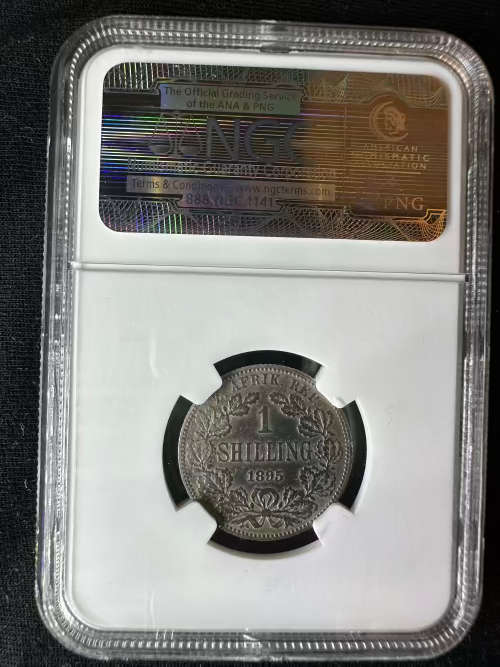 The Official Grading Service
of the ANA & PNG
NGC
AMERICAN
NUMISMATIC
ASSOCIATION
Terms & Conditions www.ngcterms.com
PNG
AFRIK
1
SHILLING
1895